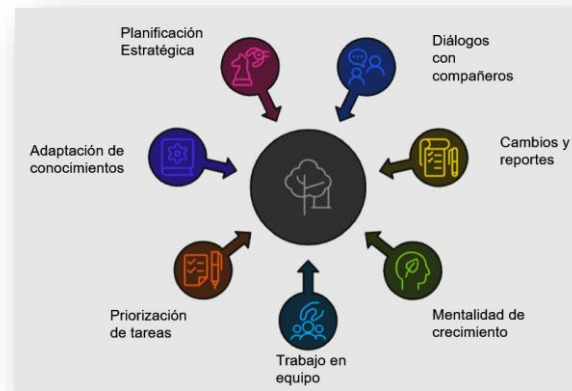 Planificación
Estratégica
Diálogos
con
compañeros
Adaptación de
conocimientos
Cambios y
reportes
Priorización
de tareas
Mentalidad de
crecimiento
Trabajo en
equipo